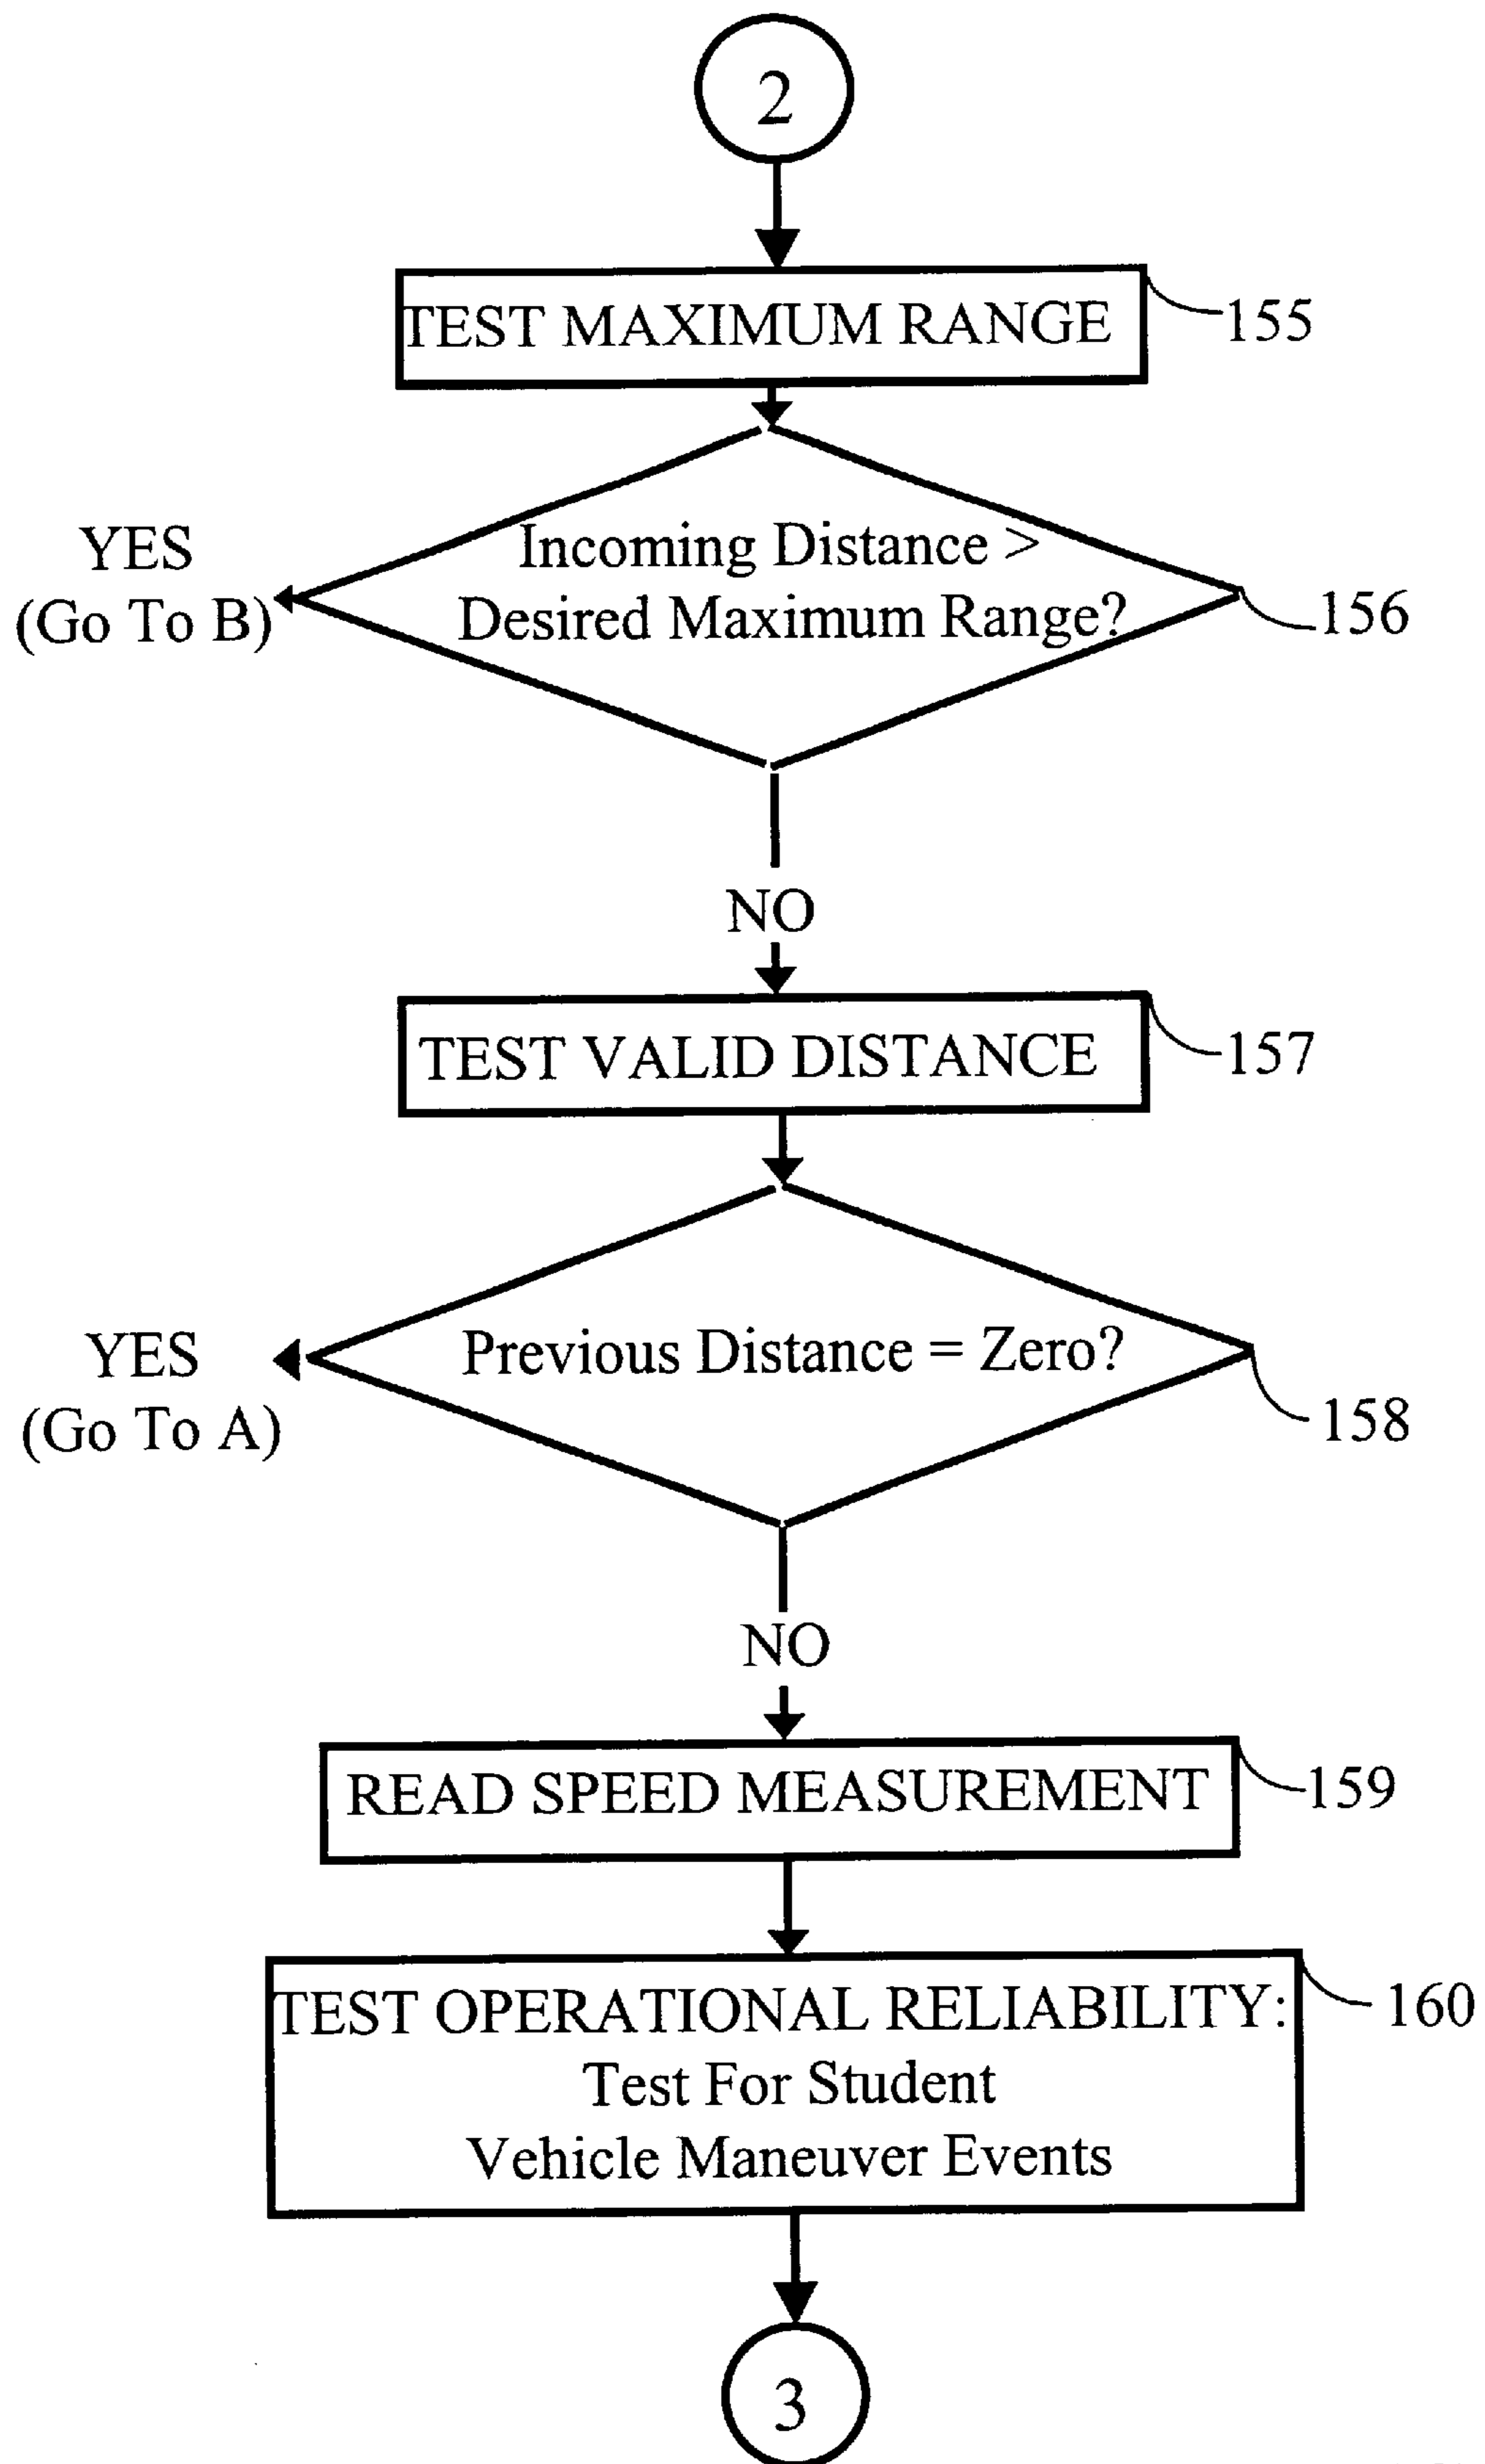 2
TEST MAXIMUM RANGE
155
Incoming Distance >
Desired Maximum Range?
YES
(Go To B)
156
NO
TEST VALID DISTANCE
157
Previous Distance = Zero?
YES
(Go To A)
158
NO
READ SPEED MEASUREMENT
159
TEST OPERATIONAL RELIABILITY:
Test For Student
Vehicle Maneuver Events
160
3